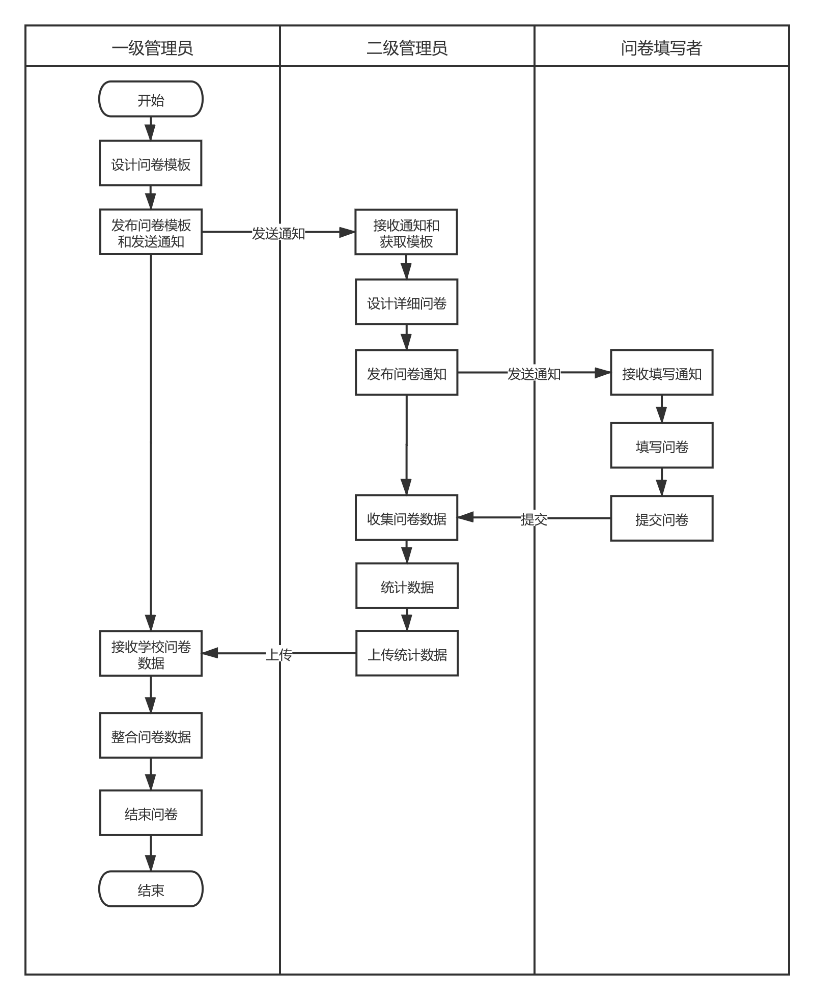 一级管理员
二级管理员
问卷填写者
开始
设计问卷模板
发布问卷模板
和发送通知
发送通知
接收通知和
获取模板
设计详细问卷
发布问卷通知
发送通知
接收填写通知
填写问卷
提交问卷
提交
收集问卷数据
统计数据
上传统计数据
上传
接收学校问卷
数据
整合问卷数据
结束问卷
结束